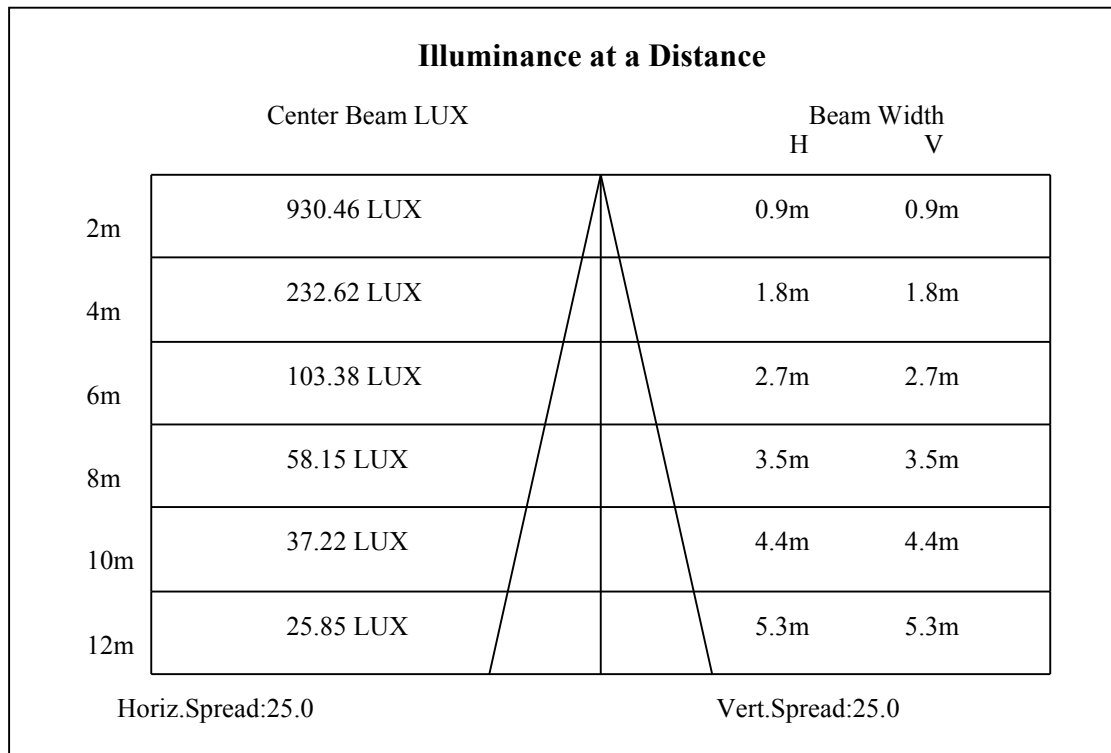 Illuminance at a Distance
Center Beam LUX Beam Width
H V
930.46 LUX 0.9m 0.9m
2m
232.62 LUX 1.8m 1.8m
4m
103.38 LUX 2.7m 2.7m
6m
58.15 LUX 3.5m 3.5m
8m
37.22 LUX 4.4m 4.4m
10m
25.85 LUX 5.3m 5.3m
12m
Horiz.Spread:25.0 Vert.Spread:25.0